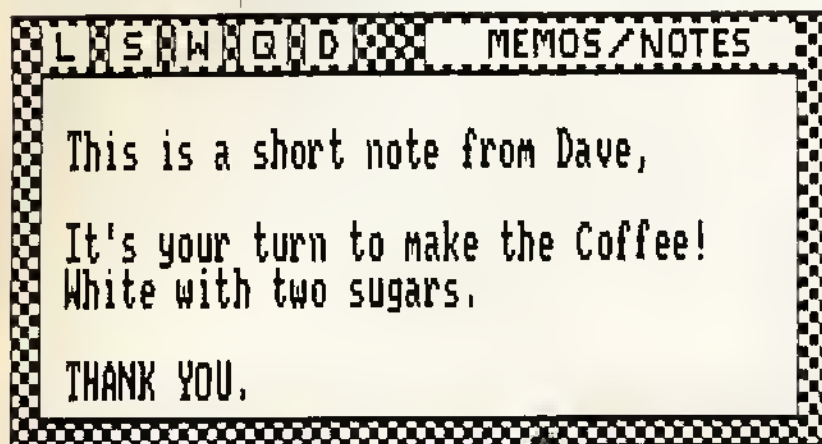 L S W Q D MEMOS/NOTES
This is a short note from Dave,
It's your turn to make the Coffee!
White with two sugars.
THANK YOU.